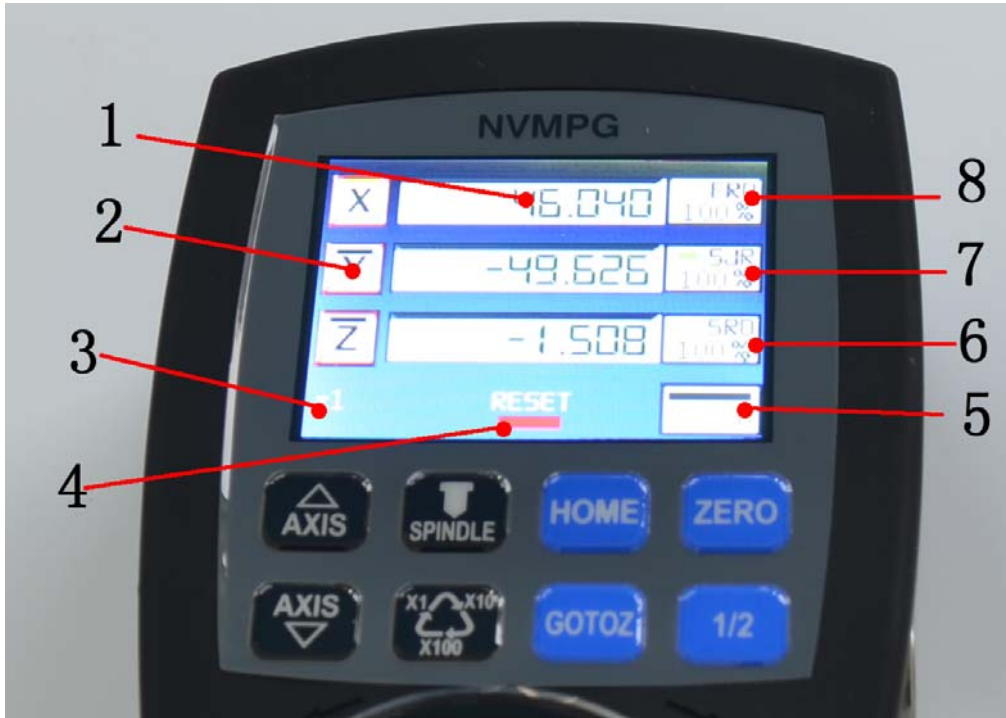 NVMPG
1
X
46.040
FRO
100%
8
2
Y
-49.626
SJR
100%
7
Z
-1.508
SRO
100%
6
3
RESET
5
4
AXIS
SPINDLE
HOME
ZERO
AXIS
X1 X10
X100
GOTOZ
1/2